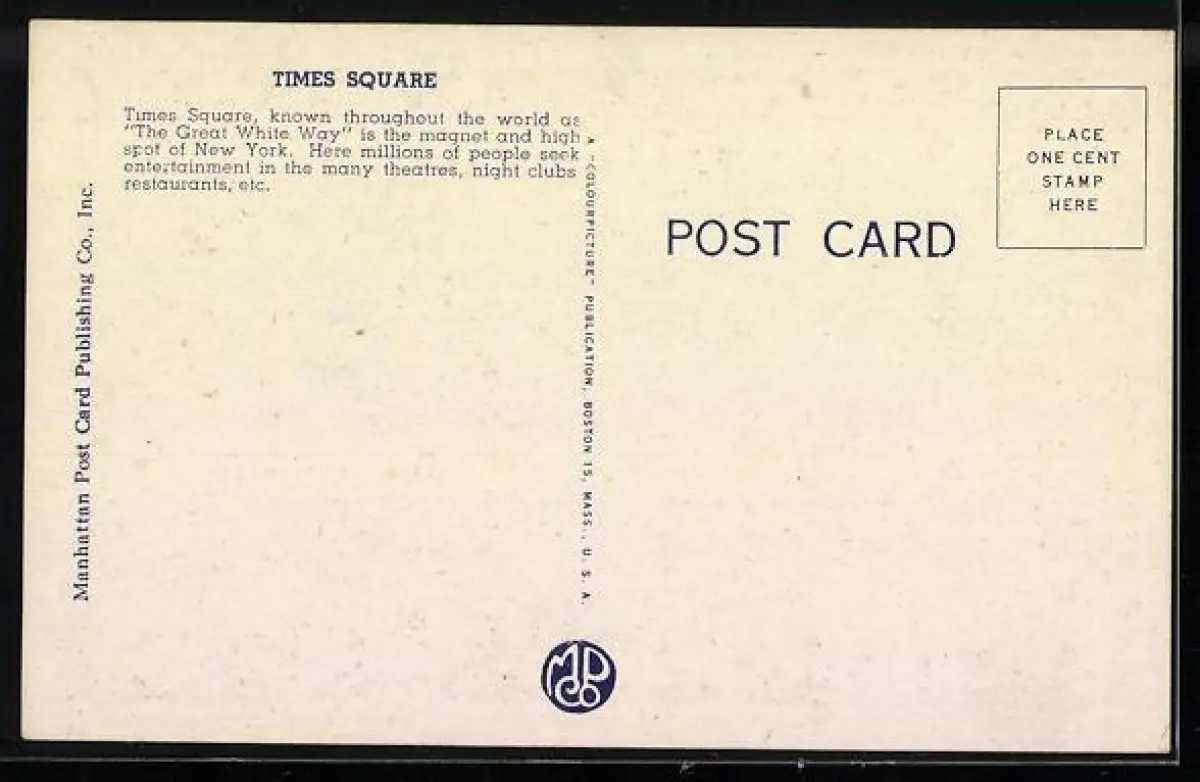 TIMES SQUARE
Times Square, known throughout the world as
"The Great White Way" is the magnet and high
spot of New York. Here millions of people seek
entertainment in the many theatres, night clubs
restaurants, etc.
Manhattan Post Card Publishing Co., Inc.
A "COLOURPICTURE" PUBLICATION, BOSTON 15, MASS., U. S. A.
POST CARD
PLACE
ONE CENT
STAMP
HERE
MP
Co